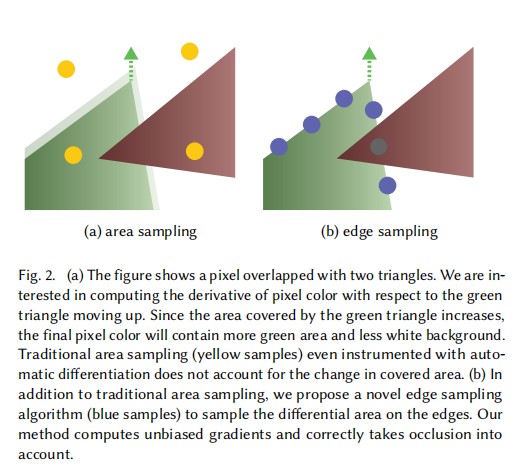 (a) area sampling
(b) edge sampling
Fig. 2. (a) The figure shows a pixel overlapped with two triangles. We are in-
terested in computing the derivative of pixel color with respect to the green
triangle moving up. Since the area covered by the green triangle increases,
the final pixel color will contain more green area and less white background.
Traditional area sampling (yellow samples) even instrumented with auto-
matic differentiation does not account for the change in covered area. (b) In
addition to traditional area sampling, we propose a novel edge sampling
algorithm (blue samples) to sample the differential area on the edges. Our
method computes unbiased gradients and correctly takes occlusion into
account.